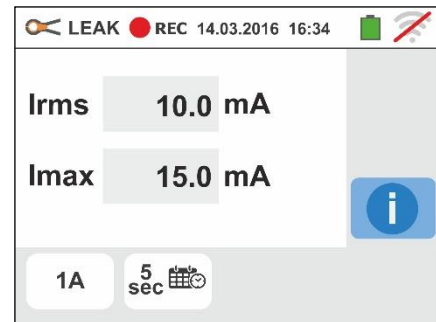 LEAK REC 14.03.2016 16:34
Irms 10.0 mA
Imax 15.0 mA
i
1A 5 sec